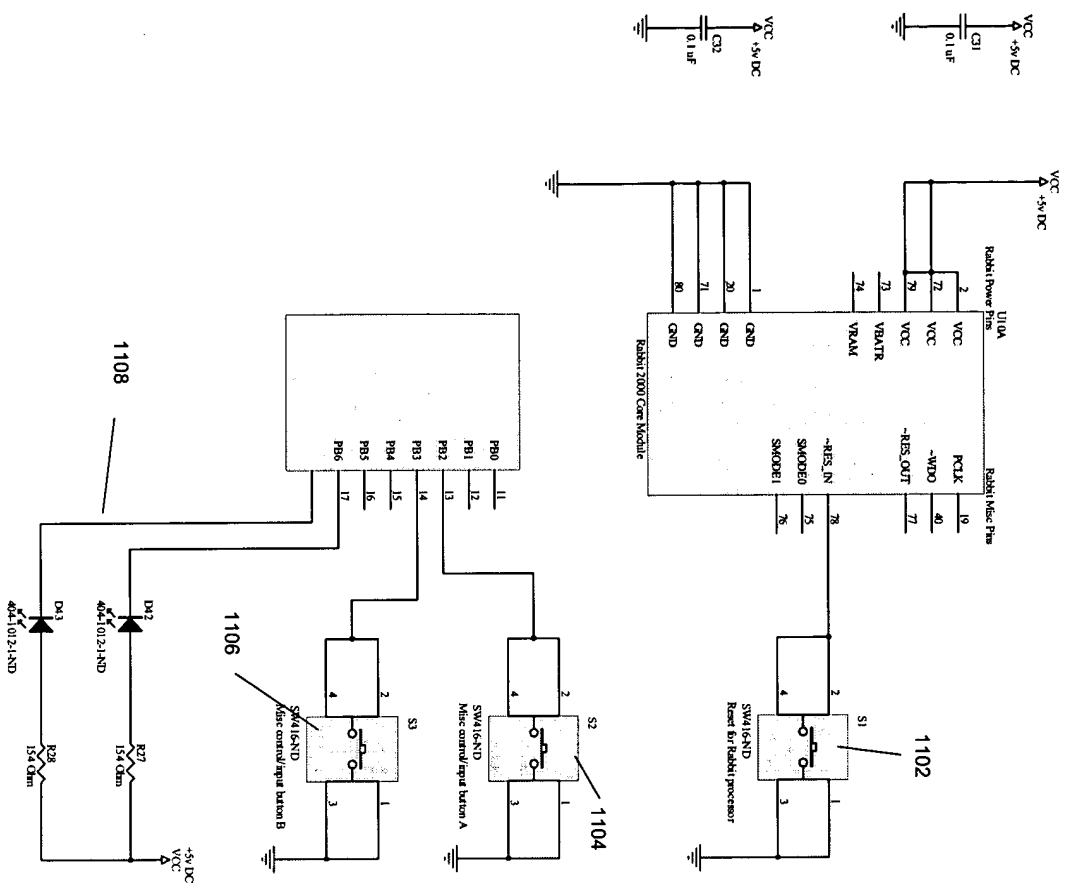 VCC
+5v DC
C32
0.1 uF
VCC
+5v DC
C31
0.1 uF
VCC
+5v DC
Rabbit Power Pins
U10A
Rabbit Misc Pins
2
VCC
72
VCC
79
VCC
73
VBATR
74
VRAM
1
GND
20
GND
71
GND
80
GND
PCLK
19
~WDO
40
~RES_OUT
77
~RES_IN
78
SMODE0
75
SMODE1
76
Rabbit 2000 Core Module
S1
2
4
1
3
SW416-ND
Reset for Rabbit processor
1102
PB0
11
PB1
12
PB2
13
PB3
14
PB4
15
PB5
16
PB6
17
S2
2
4
1
3
SW416-ND
Misc control/input button A
1104
S3
2
4
1
3
SW416-ND
Misc control/input button B
1106
1108
D42
404-1012-1-ND
R27
154 Ohm
D43
404-1012-1-ND
R28
154 Ohm
+5v DC
VCC